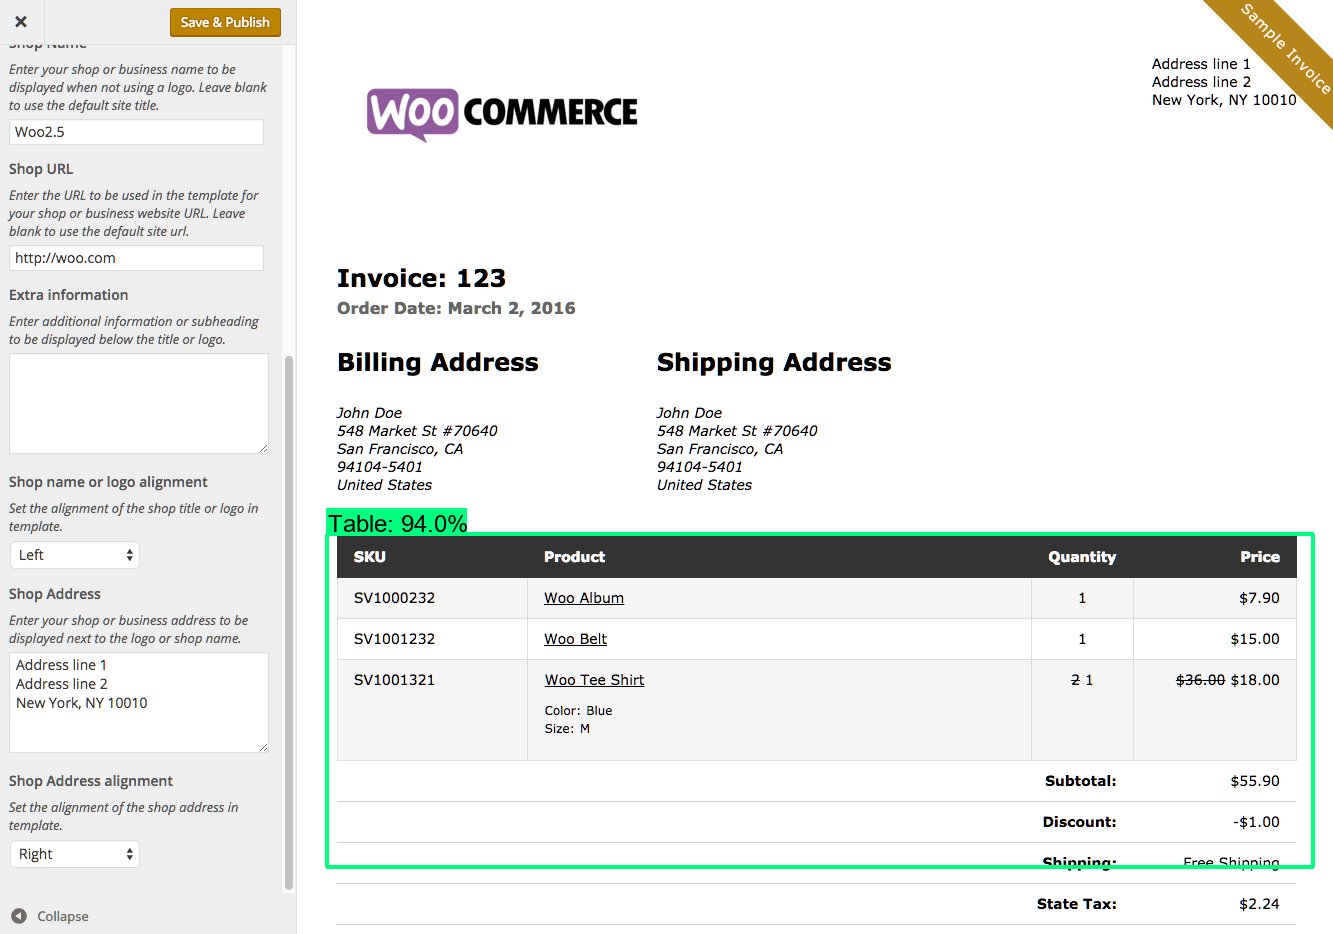 Save & Publish
Shop Name
Enter your shop or business name to be
displayed when not using a logo. Leave blank
to use the default site title.
Woo2.5
Shop URL
Enter the URL to be used in the template for
your shop or business website URL. Leave
blank to use the default site url.
http://woo.com
Extra information
Enter additional information or subheading
to be displayed below the title or logo.
Shop name or logo alignment
Set the alignment of the shop title or logo in
template.
Left
Shop Address
Enter your shop or business address to be
displayed next to the logo or shop name.
Address line 1
Address line 2
New York, NY 10010
Shop Address alignment
Set the alignment of the shop address in
template.
Right
Collapse
Sample Invoice
WOOCOMMERCE
Address line 1
Address line 2
New York, NY 10010
Invoice: 123
Order Date: March 2, 2016
Billing Address
John Doe
548 Market St #70640
San Francisco, CA
94104-5401
United States
Shipping Address
John Doe
548 Market St #70640
San Francisco, CA
94104-5401
United States
Table: 94.0%
SKU Product Quantity Price
SV1000232 Woo Album 1 $7.90
SV1001232 Woo Belt 1 $15.00
SV1001321 Woo Tee Shirt 2 1 $36.00 $18.00
Color: Blue
Size: M
Subtotal: $55.90
Discount: -$1.00
Shipping: Free Shipping
State Tax: $2.24